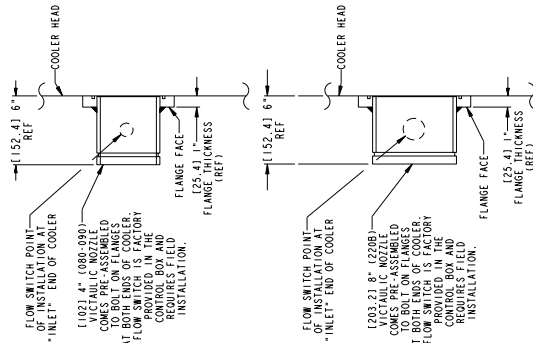 COOLER HEAD
[152.4] 6"
REF
FLANGE FACE
[25.4] 1"
FLANGE THICKNESS
(REF)
FLOW SWITCH POINT
OF INSTALLATION AT
"INLET" END OF COOLER
[102] 4" (080-090)
VICTAULIC NOZZLE
COMES PRE-ASSEMBLED
TO BOLT ON FLANGES
AT BOTH ENDS OF COOLER.
FLOW SWITCH IS FACTORY
PROVIDED IN THE
CONTROL BOX AND
REQUIRES FIELD
INSTALLATION.
COOLER HEAD
[152.4] 6"
REF
FLANGE FACE
[25.4] 1"
FLANGE THICKNESS
(REF)
FLOW SWITCH POINT
OF INSTALLATION AT
"INLET" END OF COOLER
[203.2] 8" (220B)
VICTAULIC NOZZLE
COMES PRE-ASSEMBLED
TO BOLT ON FLANGES
AT BOTH ENDS OF COOLER.
FLOW SWITCH IS FACTORY
PROVIDED IN THE
CONTROL BOX AND
REQUIRES FIELD
INSTALLATION.